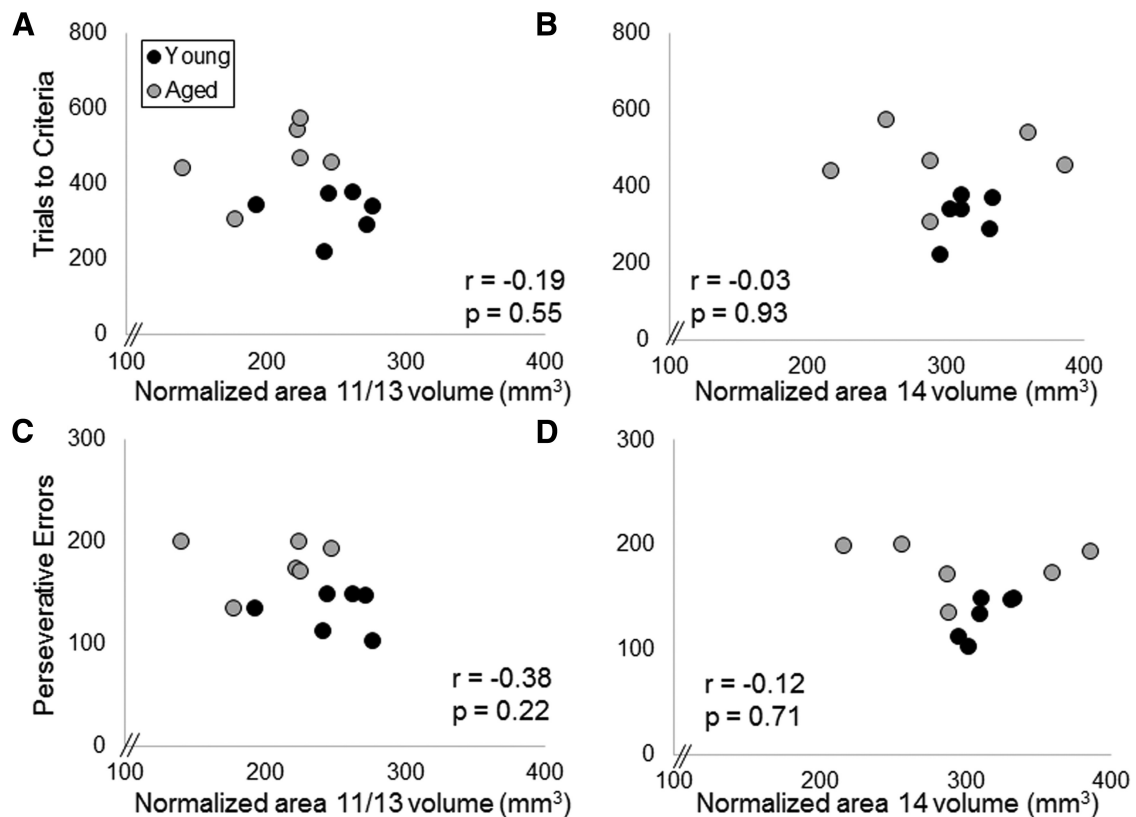 A
800
600
400
200
0
Trials to Criteria
Young
Aged
r = -0.19
p = 0.55
100 200 300 400
Normalized area 11/13 volume (mm³)
B
800
600
400
200
0
r = -0.03
p = 0.93
100 200 300 400
Normalized area 14 volume (mm³)
C
300
200
100
0
Perseverative Errors
r = -0.38
p = 0.22
100 200 300 400
Normalized area 11/13 volume (mm³)
D
300
200
100
0
r = -0.12
p = 0.71
100 200 300 400
Normalized area 14 volume (mm³)